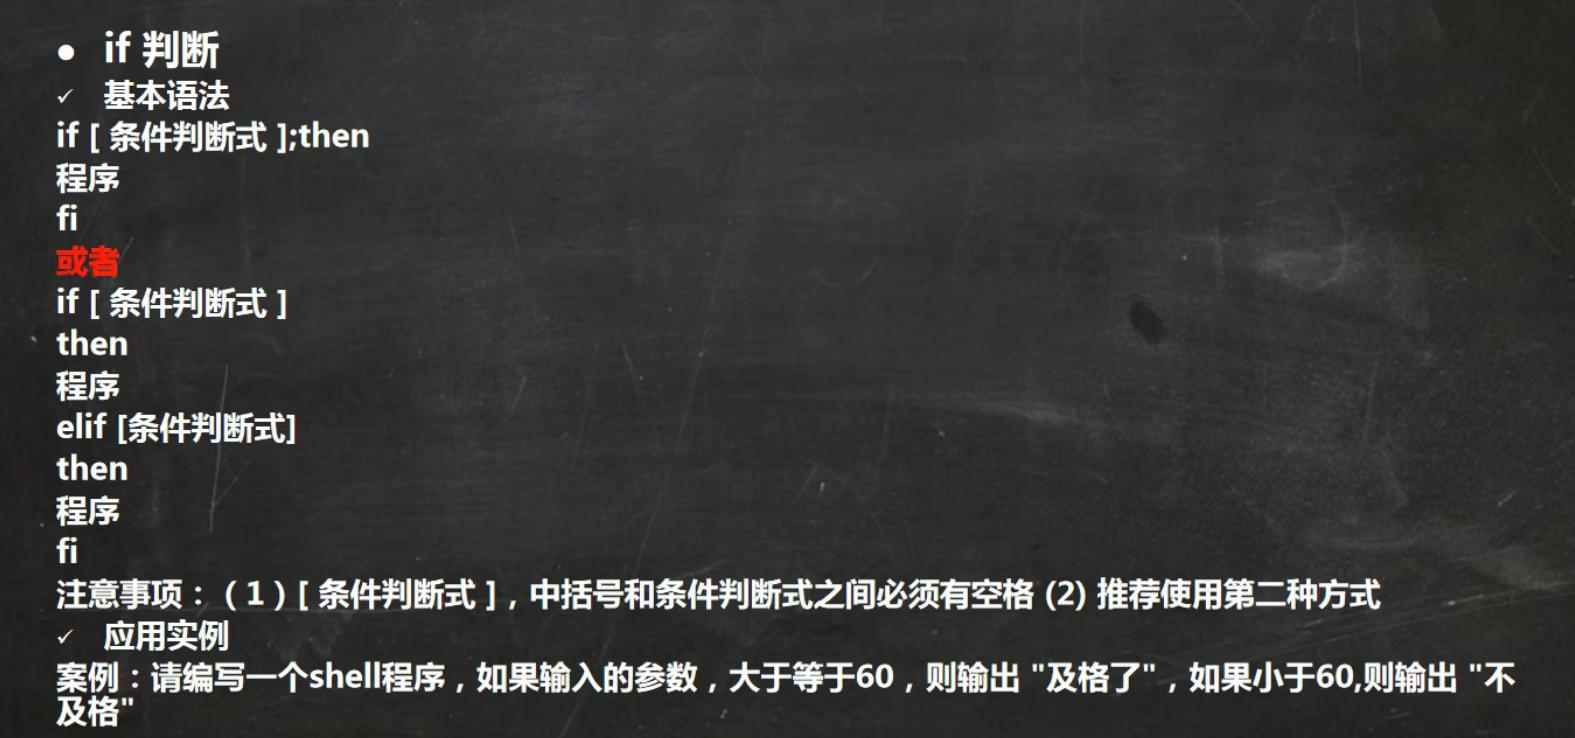 ● if 判断
✓ 基本语法
if [ 条件判断式 ];then
程序
fi
或者
if [ 条件判断式 ]
then
程序
elif [条件判断式]
then
程序
fi
注意事项：（1）[ 条件判断式 ]，中括号和条件判断式之间必须有空格 (2) 推荐使用第二种方式
✓ 应用实例
案例：请编写一个shell程序，如果输入的参数，大于等于60，则输出 "及格了"，如果小于60,则输出 "不
及格"